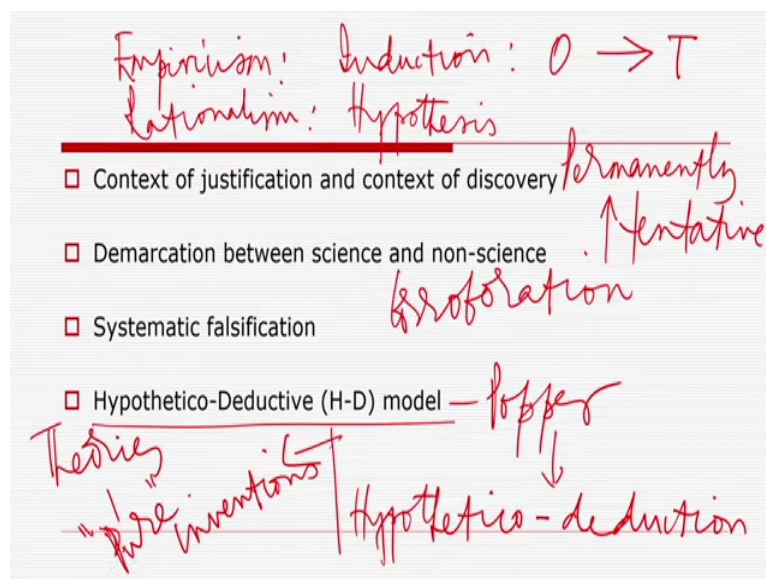 Empiricism: Induction: O → T
Rationalism: Hypothesis
Context of justification and context of discovery
Permanently
↑ tentative
Demarcation between science and non-science
Corroboration
Systematic falsification
Hypothetico-Deductive (H-D) model — Popper
Theories
"Pure inventions"
Hypothetico-deduction